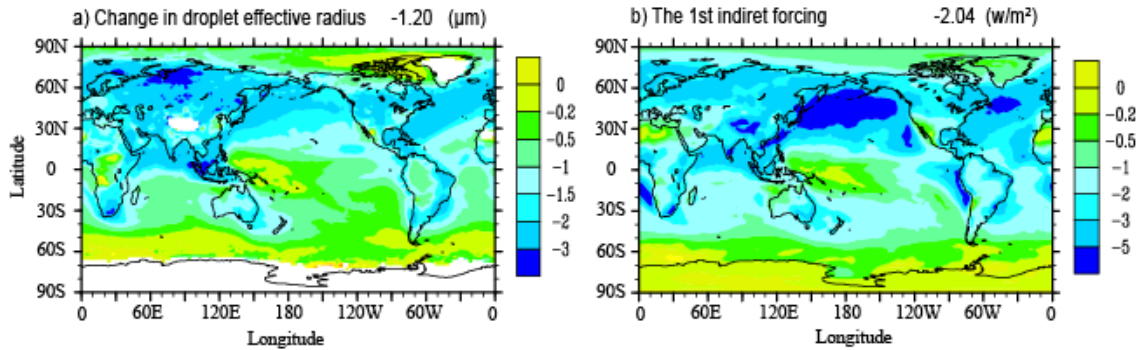 a) Change in droplet effective radius -1.20 (μm)
b) The 1st indiret forcing -2.04 (w/m²)
90N
60N
30N
0
30S
60S
90S
Latitude
0 60E 120E 180E 120W 60W 0
Longitude
0
-0.2
-0.5
-1
-1.5
-2
-3
90N
60N
30N
0
30S
60S
90S
0 60E 120E 180E 120W 60W 0
Longitude
0
-0.2
-0.5
-1
-2
-3
-5